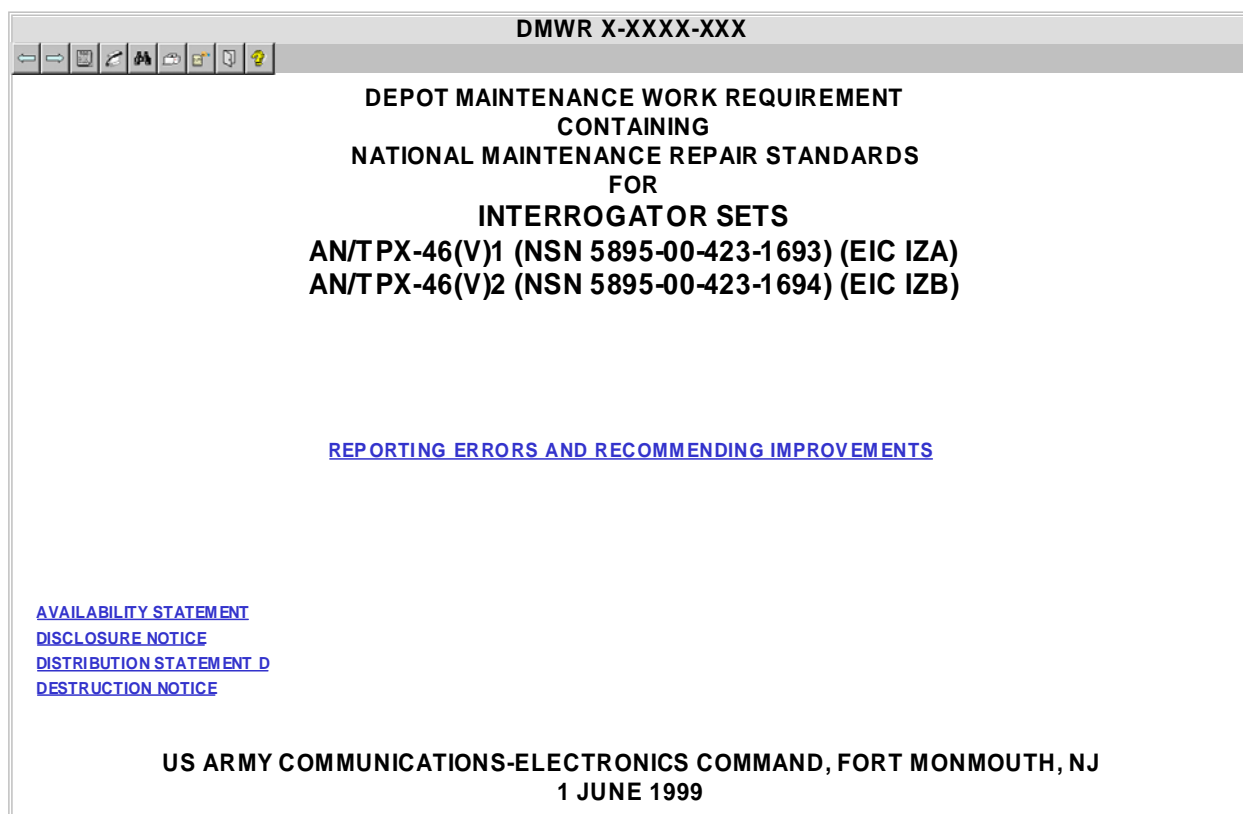 DMWR X-XXXX-XXX
DEPOT MAINTENANCE WORK REQUIREMENT
CONTAINING
NATIONAL MAINTENANCE REPAIR STANDARDS
FOR
INTERROGATOR SETS
AN/TPX-46(V)1 (NSN 5895-00-423-1693) (EIC IZA)
AN/TPX-46(V)2 (NSN 5895-00-423-1694) (EIC IZB)
REPORTING ERRORS AND RECOMMENDING IMPROVEMENTS
AVAILABILITY STATEMENT
DISCLOSURE NOTICE
DISTRIBUTION STATEMENT D
DESTRUCTION NOTICE
US ARMY COMMUNICATIONS-ELECTRONICS COMMAND, FORT MONMOUTH, NJ
1 JUNE 1999